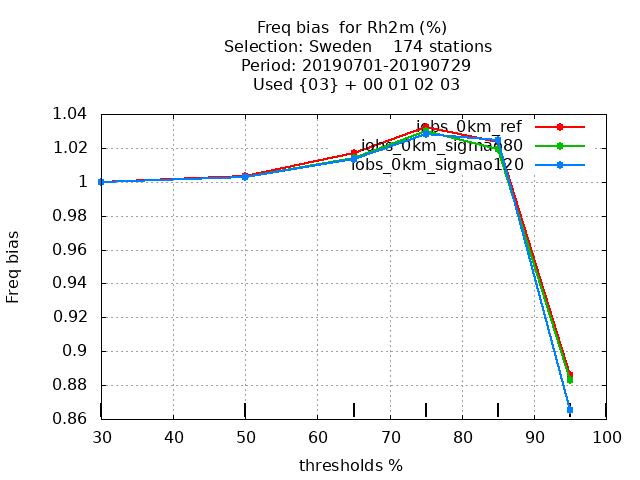 Freq bias for Rh2m (%)
Selection: Sweden 174 stations
Period: 20190701-20190729
Used {03} + 00 01 02 03
1.04
1.02
1
0.98
0.96
0.94
0.92
0.9
0.88
0.86
Freq bias
iobs_0km_ref
iobs_0km_sigmao80
iobs_0km_sigmao120
30 40 50 60 70 80 90 100
thresholds %